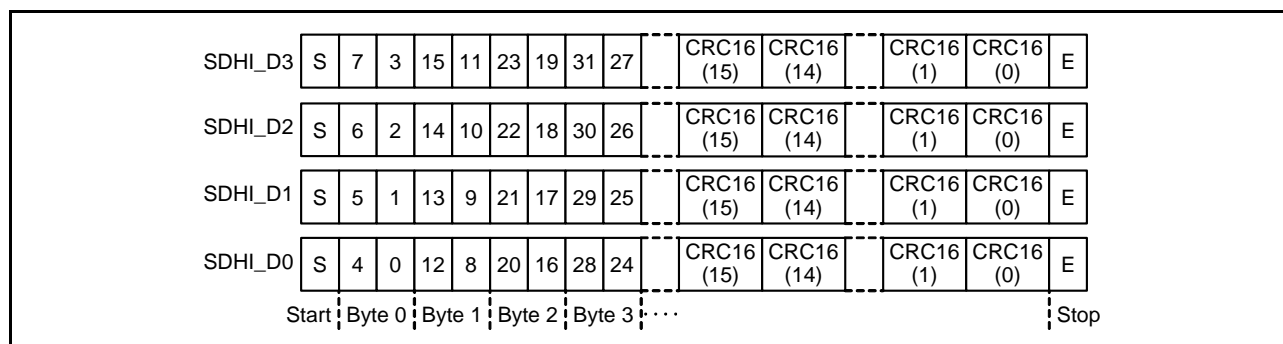 SDHI_D3 S 7 3 15 11 23 19 31 27 CRC16 (15) CRC16 (14) CRC16 (1) CRC16 (0) E
SDHI_D2 S 6 2 14 10 22 18 30 26 CRC16 (15) CRC16 (14) CRC16 (1) CRC16 (0) E
SDHI_D1 S 5 1 13 9 21 17 29 25 CRC16 (15) CRC16 (14) CRC16 (1) CRC16 (0) E
SDHI_D0 S 4 0 12 8 20 16 28 24 CRC16 (15) CRC16 (14) CRC16 (1) CRC16 (0) E
Start Byte 0 Byte 1 Byte 2 Byte 3 ···· Stop